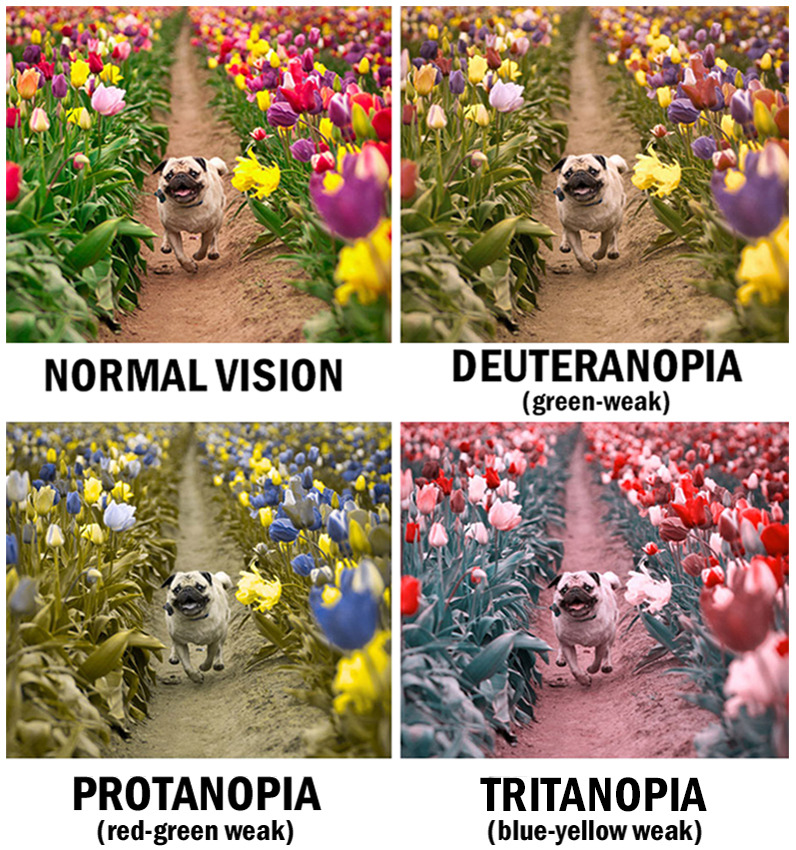 NORMAL VISION
DEUTERANOPIA
(green-weak)
PROTANOPIA
(red-green weak)
TRITANOPIA
(blue-yellow weak)